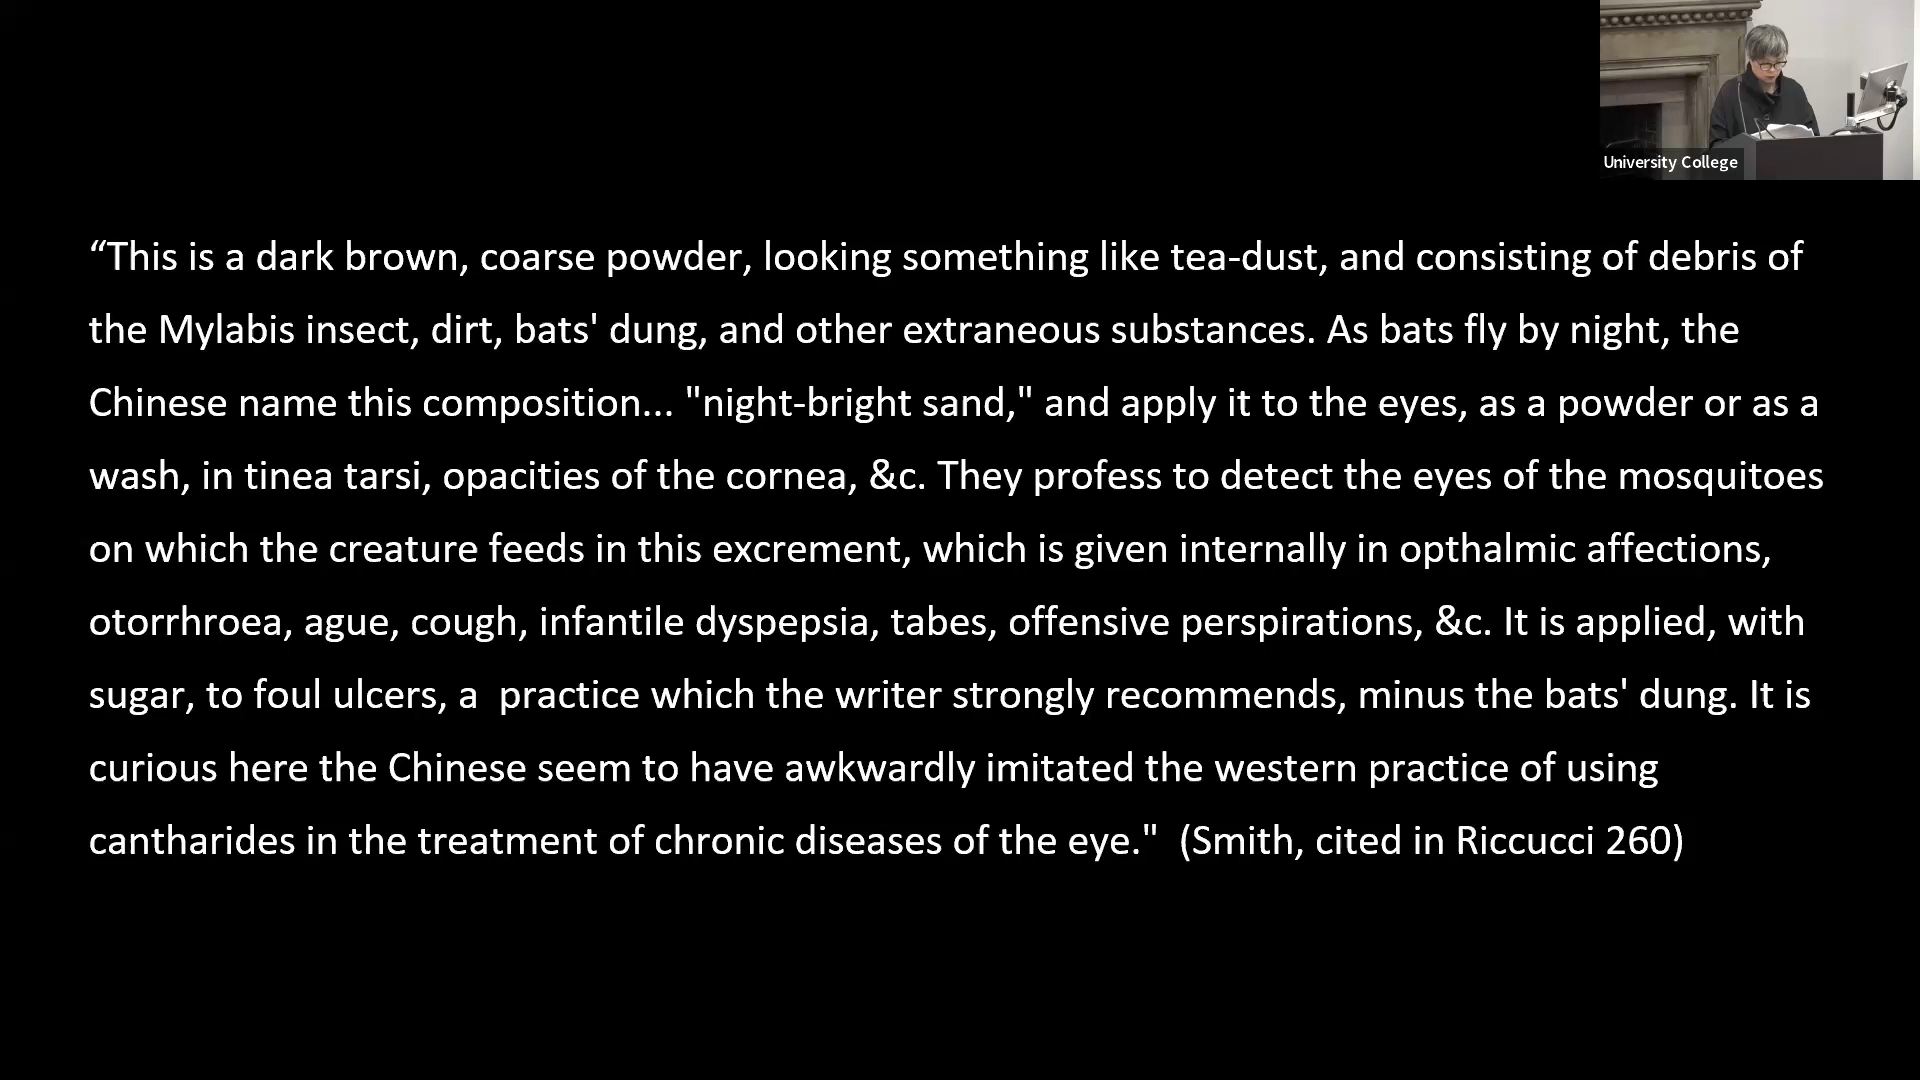 University College
“This is a dark brown, coarse powder, looking something like tea-dust, and consisting of debris of
the Mylabis insect, dirt, bats' dung, and other extraneous substances. As bats fly by night, the
Chinese name this composition... "night-bright sand," and apply it to the eyes, as a powder or as a
wash, in tinea tarsi, opacities of the cornea, &c. They profess to detect the eyes of the mosquitoes
on which the creature feeds in this excrement, which is given internally in opthalmic affections,
otorrhroea, ague, cough, infantile dyspepsia, tabes, offensive perspirations, &c. It is applied, with
sugar, to foul ulcers, a  practice which the writer strongly recommends, minus the bats' dung. It is
curious here the Chinese seem to have awkwardly imitated the western practice of using
cantharides in the treatment of chronic diseases of the eye."  (Smith, cited in Riccucci 260)